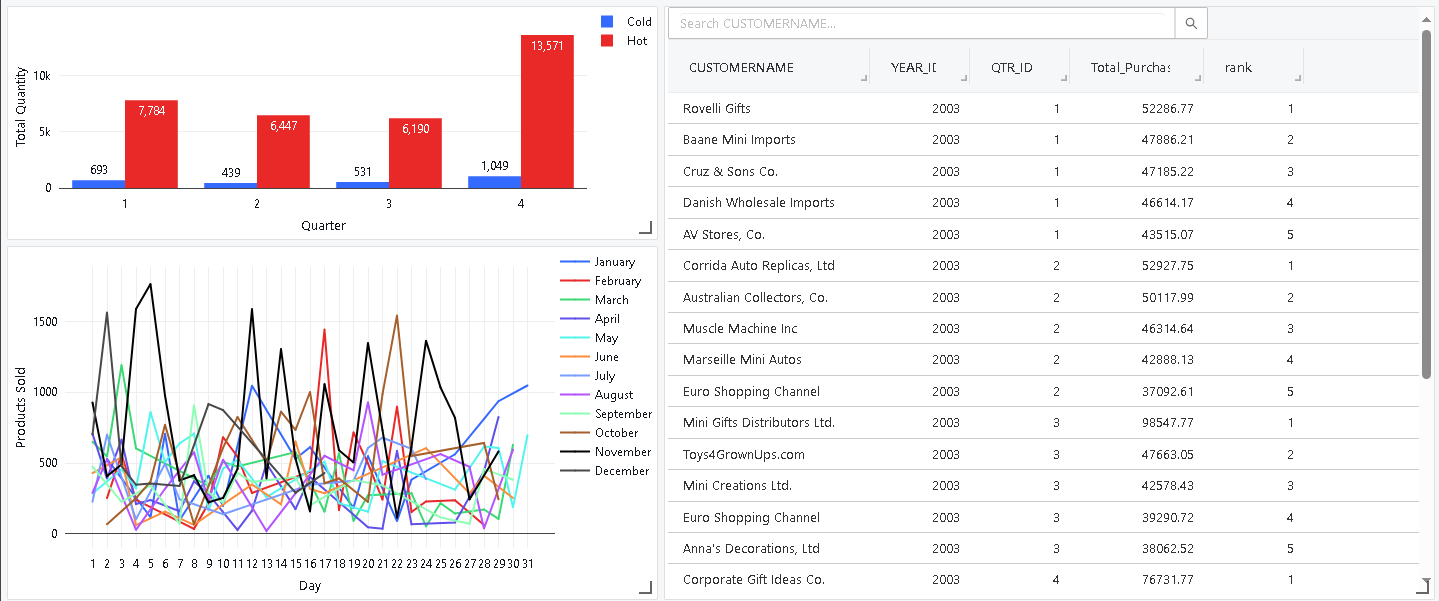 Cold
Hot
13,571
10k
7,784
6,447
6,190
5k
693
439
531
1,049
0
1 2 3 4
Total Quantity
Quarter
January
February
March
April
May
June
July
August
September
October
November
December
1500
1000
500
0
Products Sold
1 2 3 4 5 6 7 8 9 10 11 12 13 14 15 16 17 18 19 20 21 22 23 24 25 26 27 28 29 30 31
Day
Search CUSTOMERNAME...
CUSTOMERNAME YEAR_ID QTR_ID Total_Purchas rank
Rovelli Gifts 2003 1 52286.77 1
Baane Mini Imports 2003 1 47886.21 2
Cruz & Sons Co. 2003 1 47185.22 3
Danish Wholesale Imports 2003 1 46614.17 4
AV Stores, Co. 2003 1 43515.07 5
Corrida Auto Replicas, Ltd 2003 2 52927.75 1
Australian Collectors, Co. 2003 2 50117.99 2
Muscle Machine Inc 2003 2 46314.64 3
Marseille Mini Autos 2003 2 42888.13 4
Euro Shopping Channel 2003 2 37092.61 5
Mini Gifts Distributors Ltd. 2003 3 98547.77 1
Toys4GrownUps.com 2003 3 47663.05 2
Mini Creations Ltd. 2003 3 42578.43 3
Euro Shopping Channel 2003 3 39290.72 4
Anna's Decorations, Ltd 2003 3 38062.52 5
Corporate Gift Ideas Co. 2003 4 76731.77 1